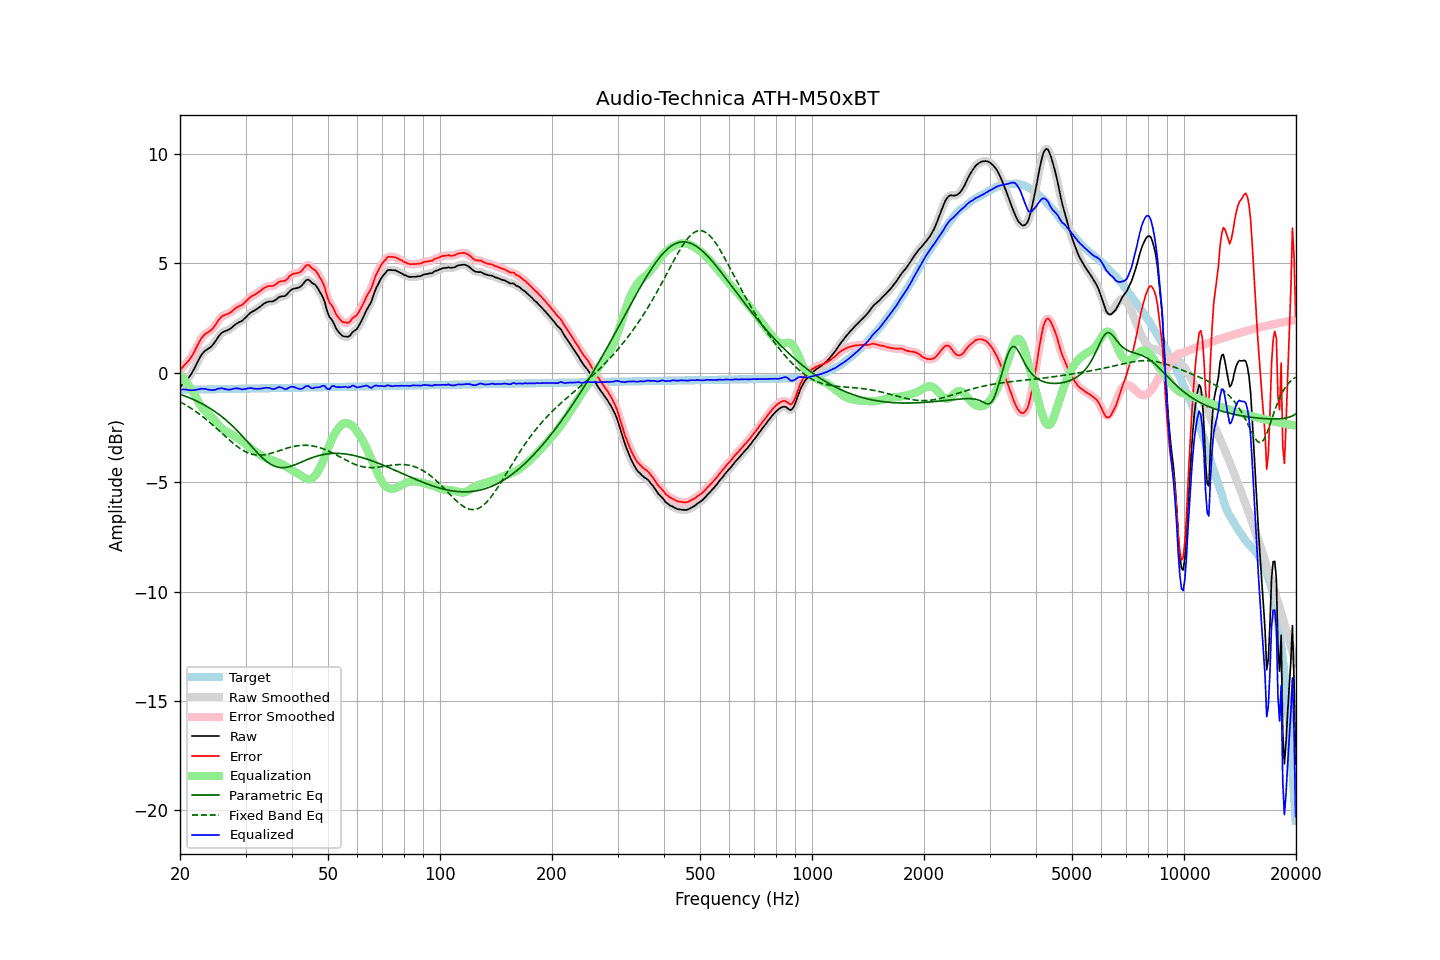 Audio-Technica ATH-M50xBT
Amplitude (dBr)
10
5
0
−5
−10
−15
−20
Target
Raw Smoothed
Error Smoothed
Raw
Error
Equalization
Parametric Eq
Fixed Band Eq
Equalized
20 50 100 200 500 1000 2000 5000 10000 20000
Frequency (Hz)